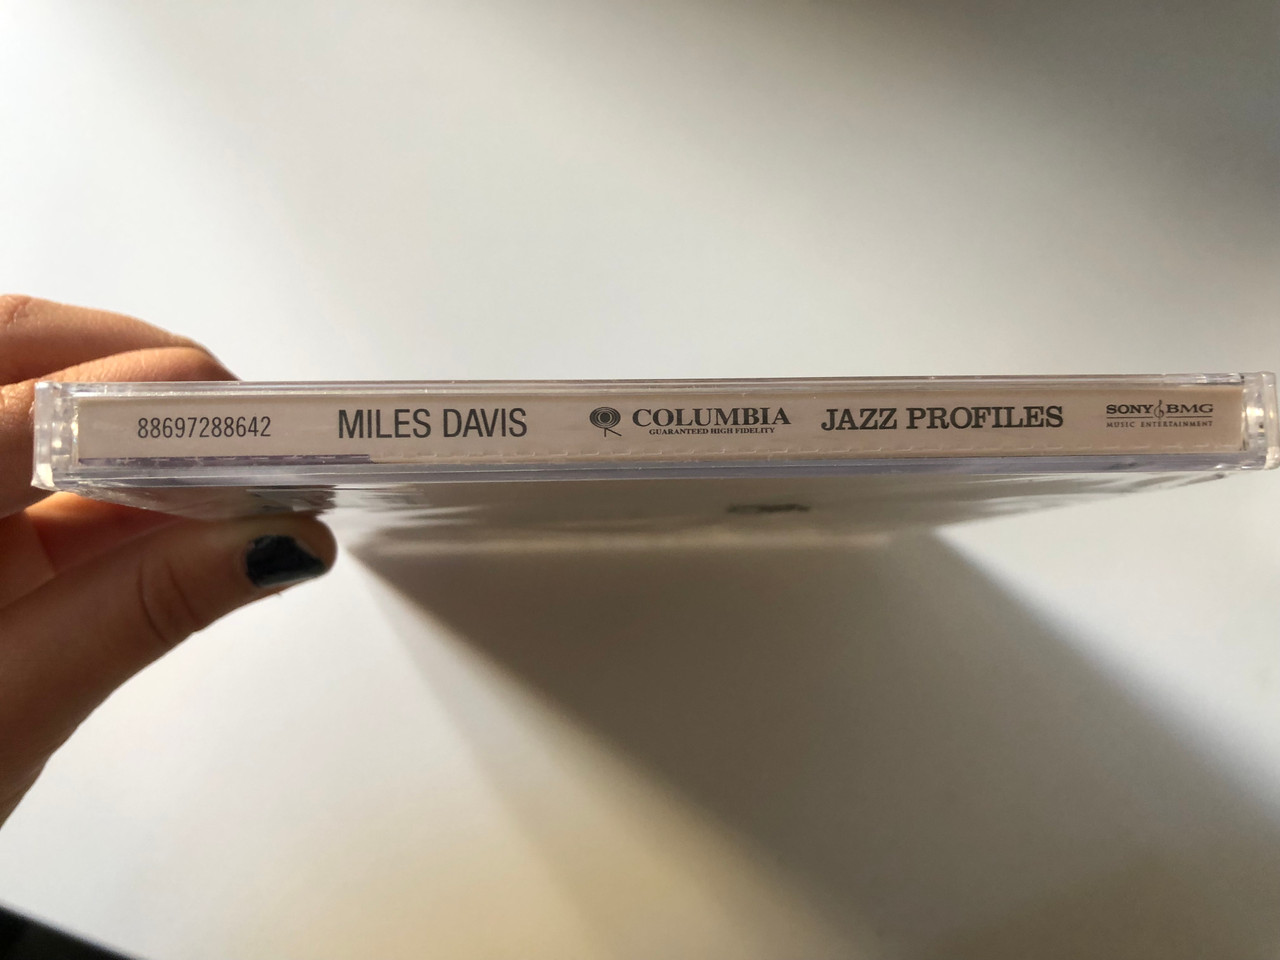 88697288642 MILES DAVIS COLUMBIA JAZZ PROFILES SONY BMG
GUARANTEED HIGH FIDELITY MUSIC ENTERTAINMENT